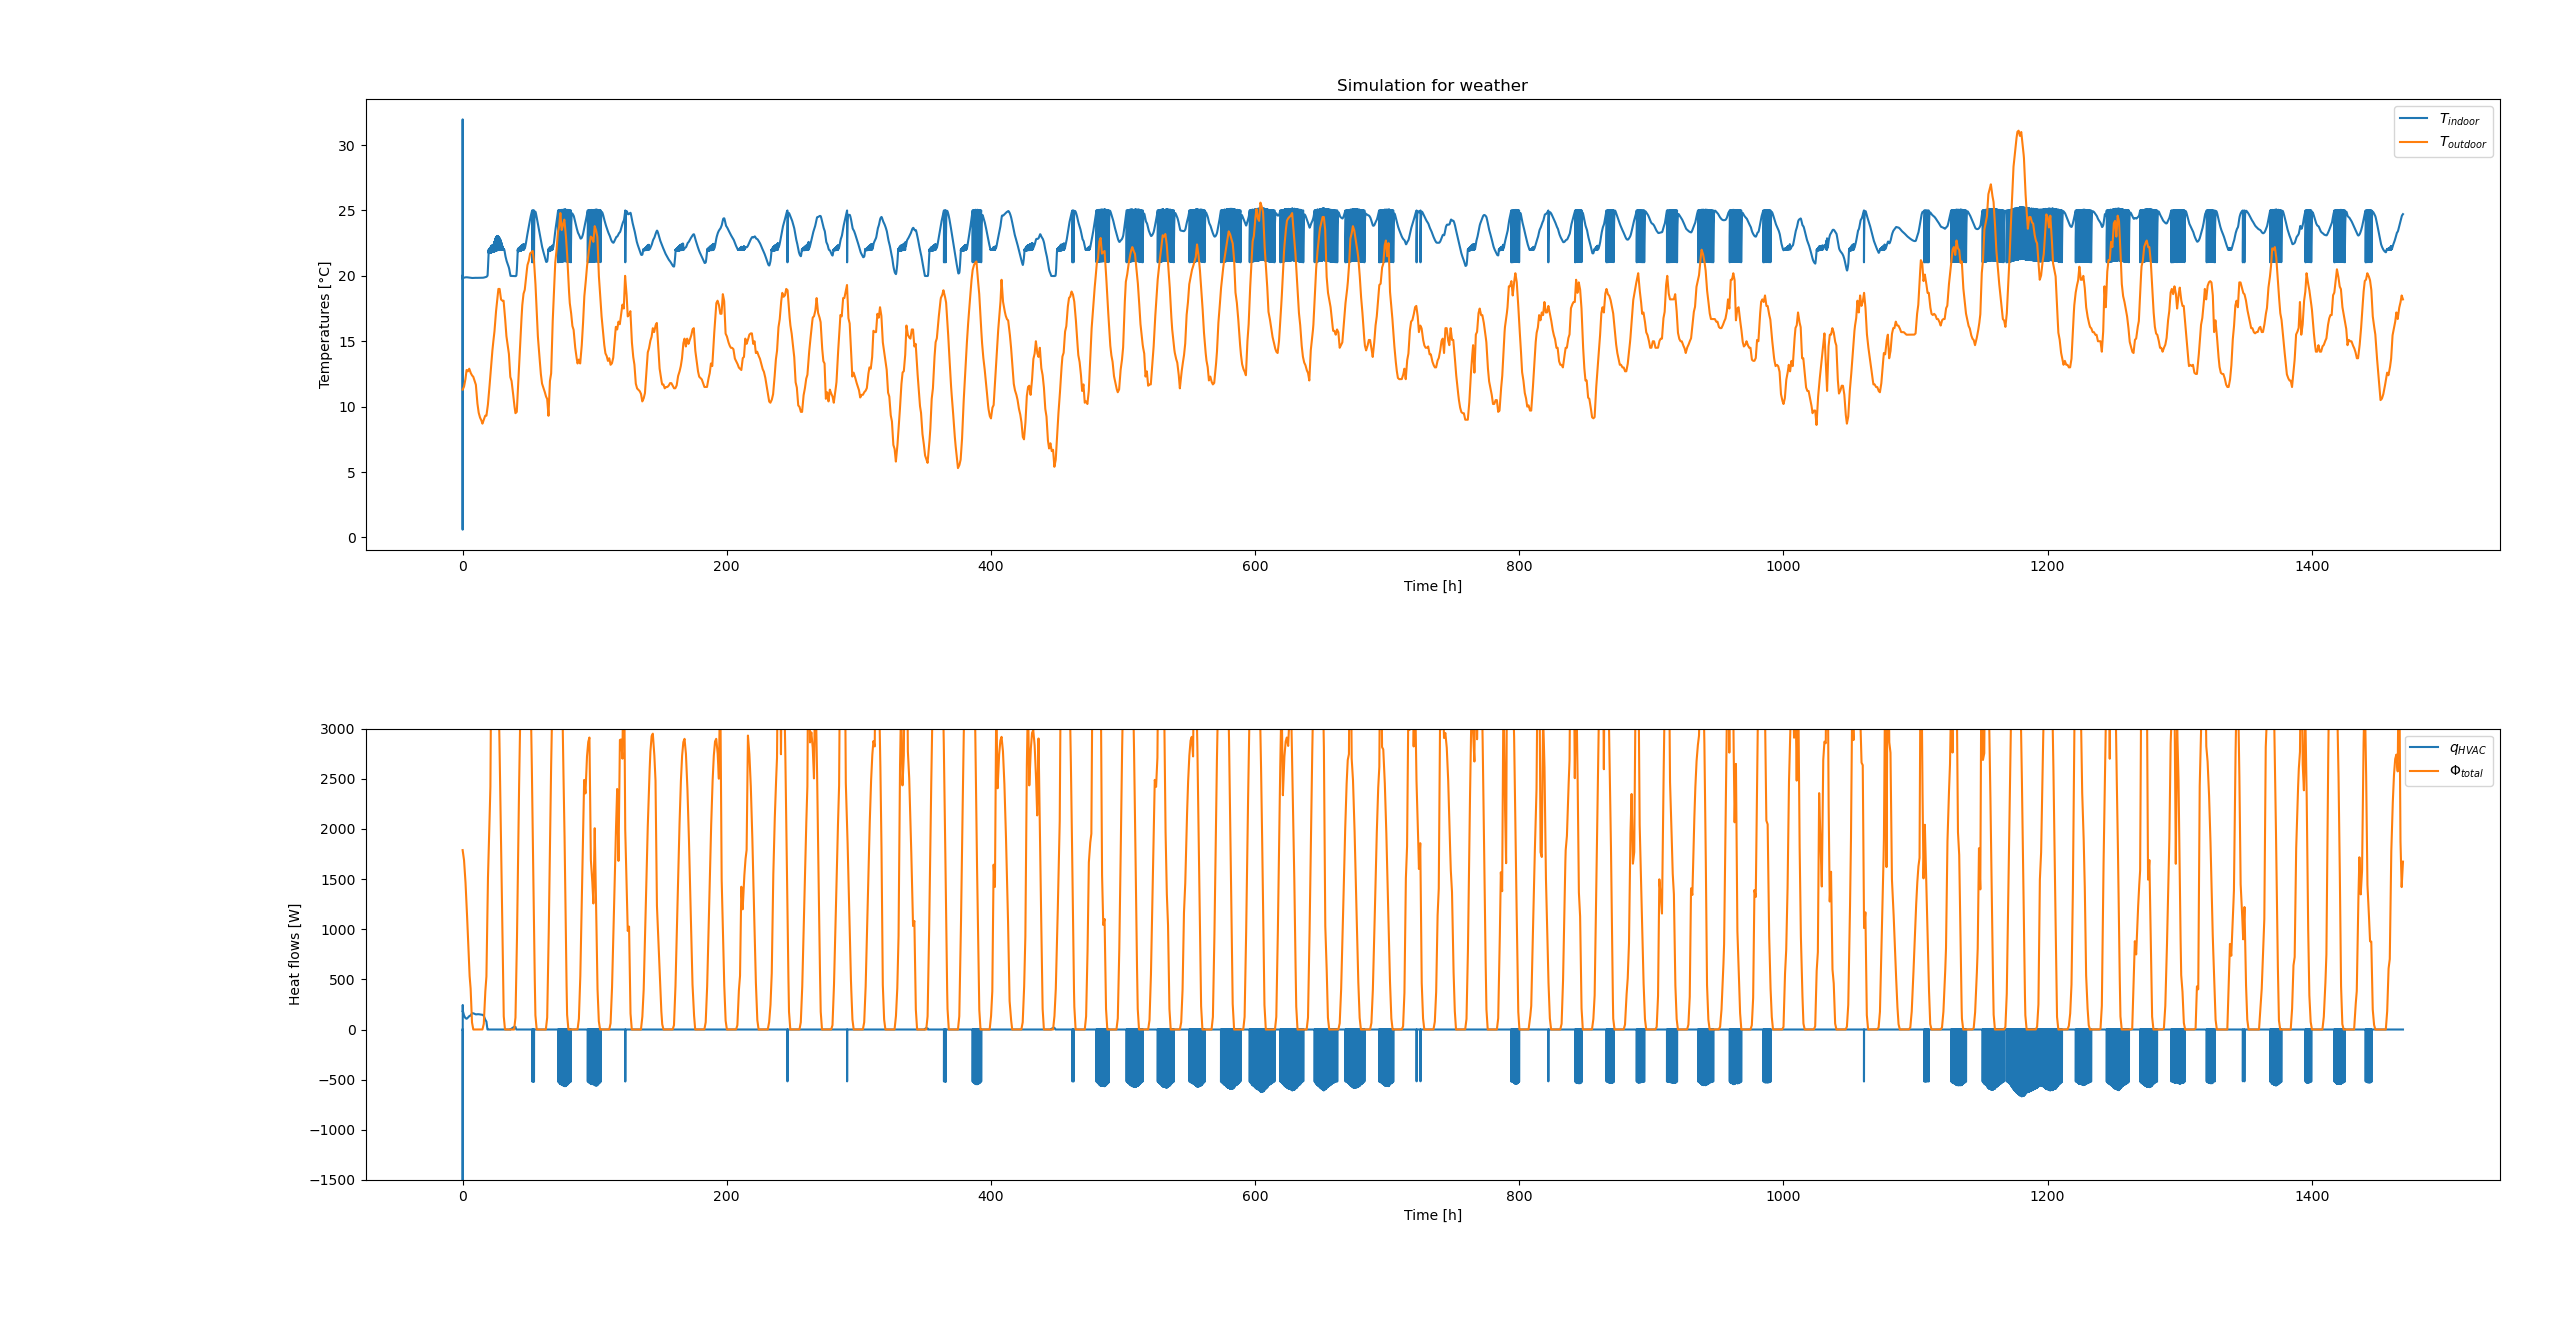 Simulation for weather
T_indoor
T_outdoor
Temperatures [°C]
30
25
20
15
10
5
0
0 200 400 600 800 1000 1200 1400
Time [h]
q_HVAC
Φ_total
Heat flows [W]
3000
2500
2000
1500
1000
500
0
−500
−1000
−1500
0 200 400 600 800 1000 1200 1400
Time [h]